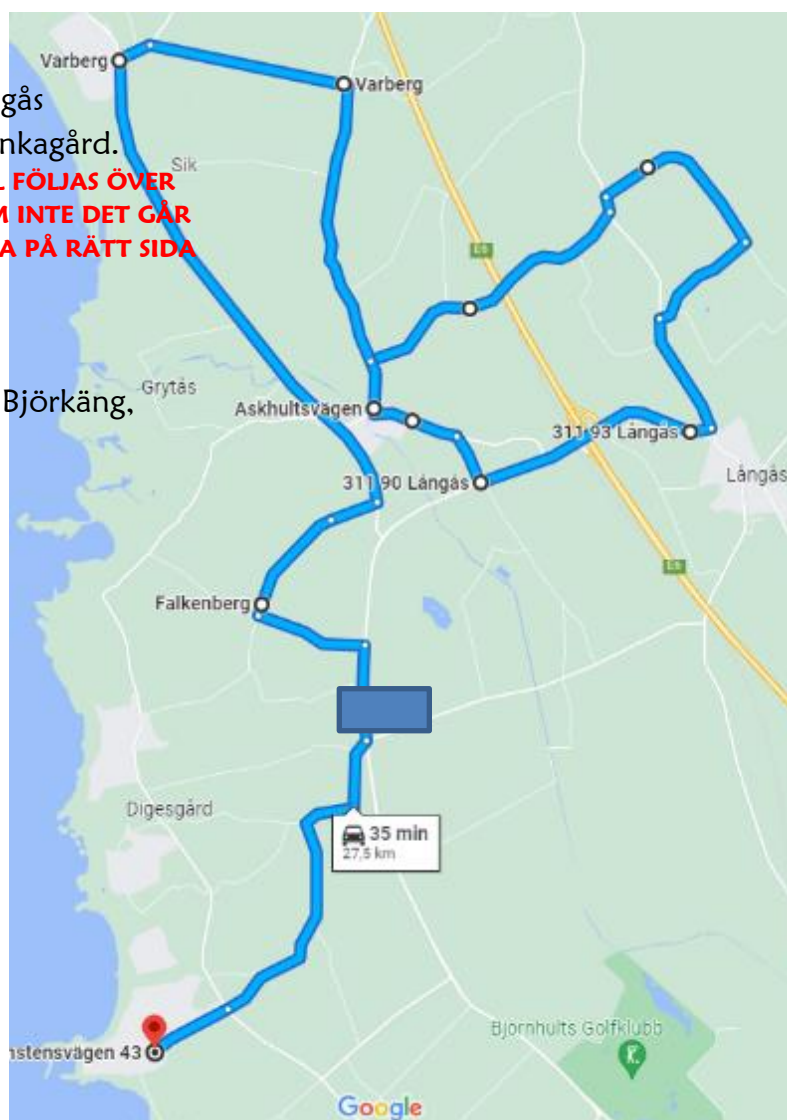 Varberg
Varberg
gås
nkagård.
Sik
L FÖLJAS ÖVER
M INTE DET GÅR
A PÅ RÄTT SIDA
E6
Grytås
Björkäng,
Askhultsvägen
311 93 Långås
Långås
311 90 Långås
E6
Falkenberg
Digesgård
35 min
27,5 km
Björnhults Golfklubb
nstensvägen 43
Google